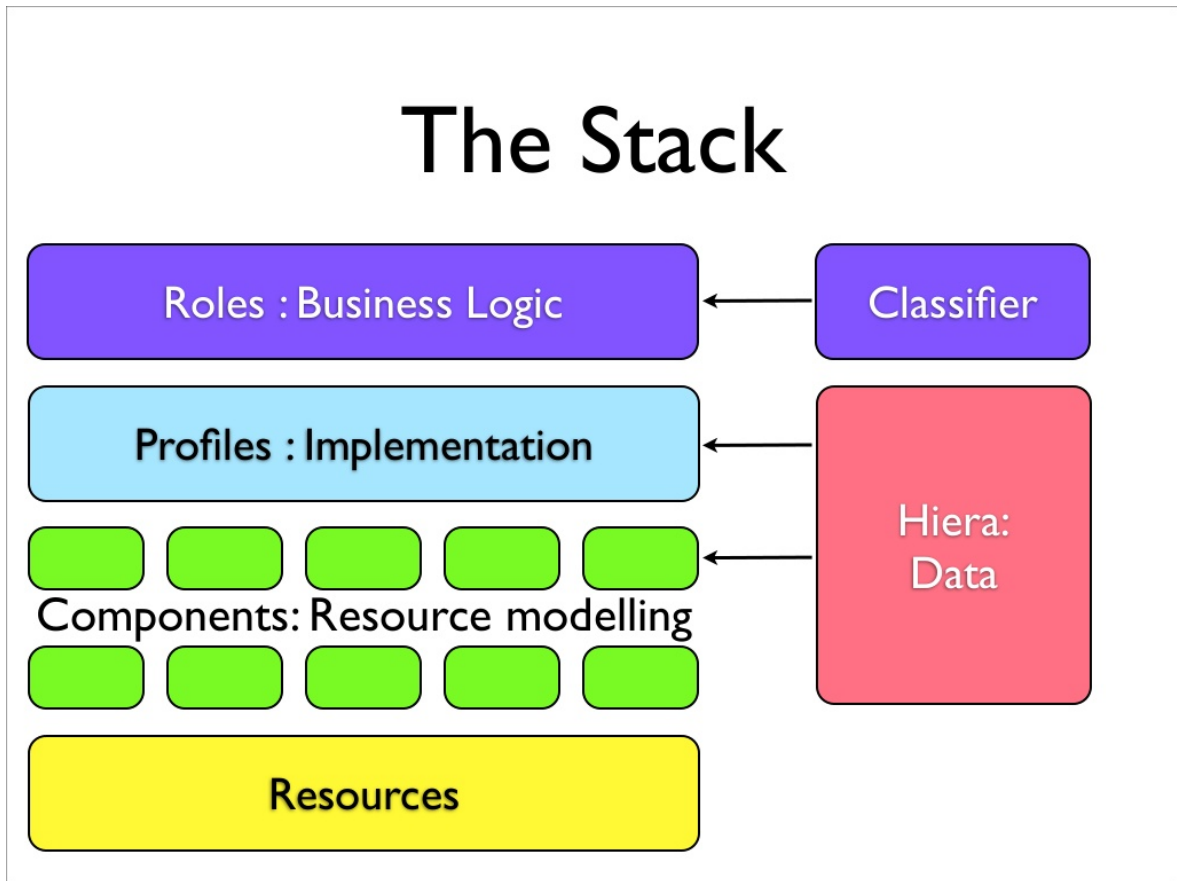 The Stack
Roles : Business Logic
Classifier
Profiles : Implementation
Hiera:
Data
Components: Resource modelling
Resources